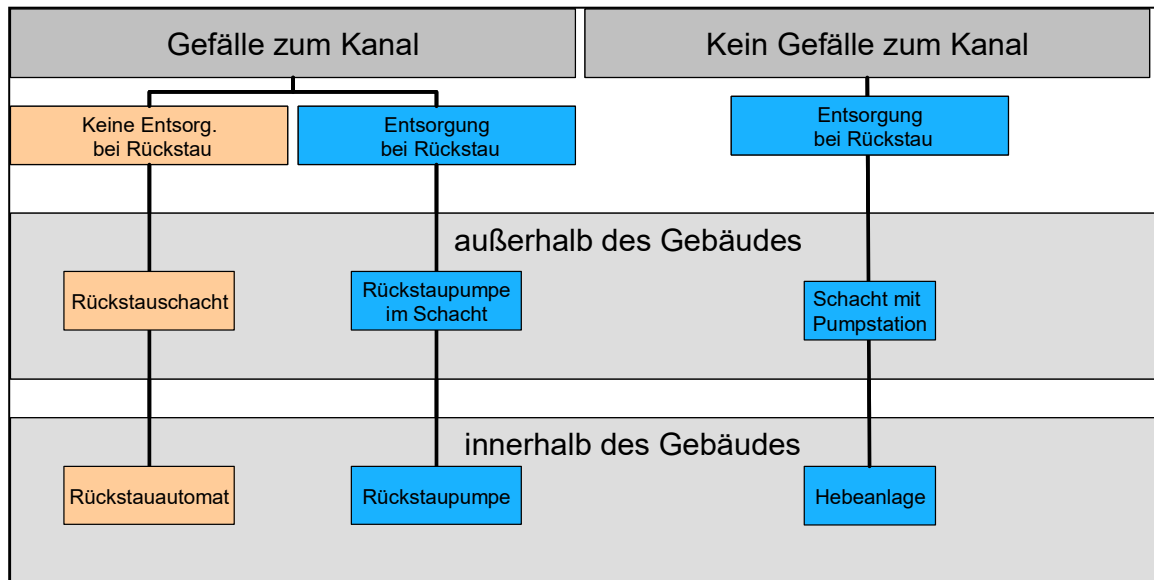 Gefälle zum Kanal
Kein Gefälle zum Kanal
Keine Entsorg.
bei Rückstau
Entsorgung
bei Rückstau
Entsorgung
bei Rückstau
außerhalb des Gebäudes
Rückstauschacht
Rückstaupumpe
im Schacht
Schacht mit
Pumpstation
innerhalb des Gebäudes
Rückstauautomat
Rückstaupumpe
Hebeanlage